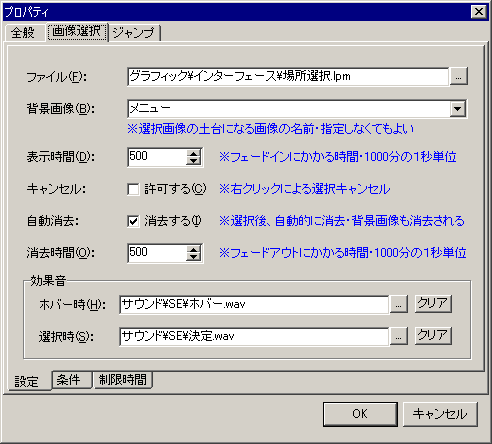 プロパティ
全般 画像選択 ジャンプ
ファイル(F): グラフィック¥インターフェース¥場所選択.lpm ...
背景画像(B): メニュー
※選択画像の土台になる画像の名前・指定しなくてもよい
表示時間(D): 500 ※フェードインにかかる時間・1000分の1秒単位
キャンセル: 許可する(C) ※右クリックによる選択キャンセル
自動消去: 消去する(I) ※選択後、自動的に消去・背景画像も消去される
消去時間(O): 500 ※フェードアウトにかかる時間・1000分の1秒単位
効果音
ホバー時(H): サウンド¥SE¥ホバー.wav ... クリア
選択時(S): サウンド¥SE¥決定.wav ... クリア
設定 条件 制限時間
OK キャンセル